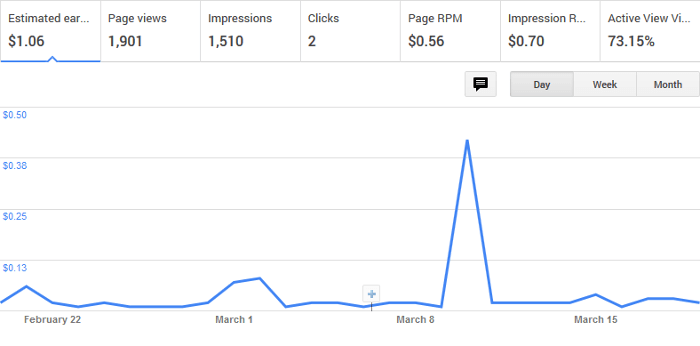 Estimated ear... Page views Impressions Clicks Page RPM Impression R... Active View Vi...
$1.06 1,901 1,510 2 $0.56 $0.70 73.15%
Day Week Month
$0.50
$0.38
$0.25
$0.13
February 22 March 1 March 8 March 15